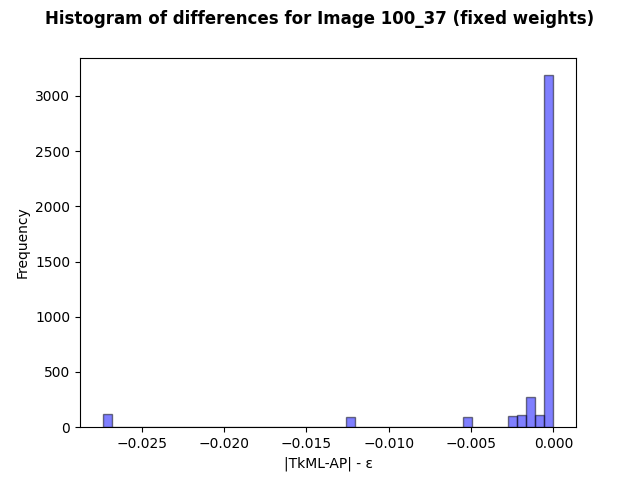 Histogram of differences for Image 100_37 (fixed weights)
Frequency
3000
2500
2000
1500
1000
500
0
−0.025 −0.020 −0.015 −0.010 −0.005 0.000
|TkML-AP| - ε